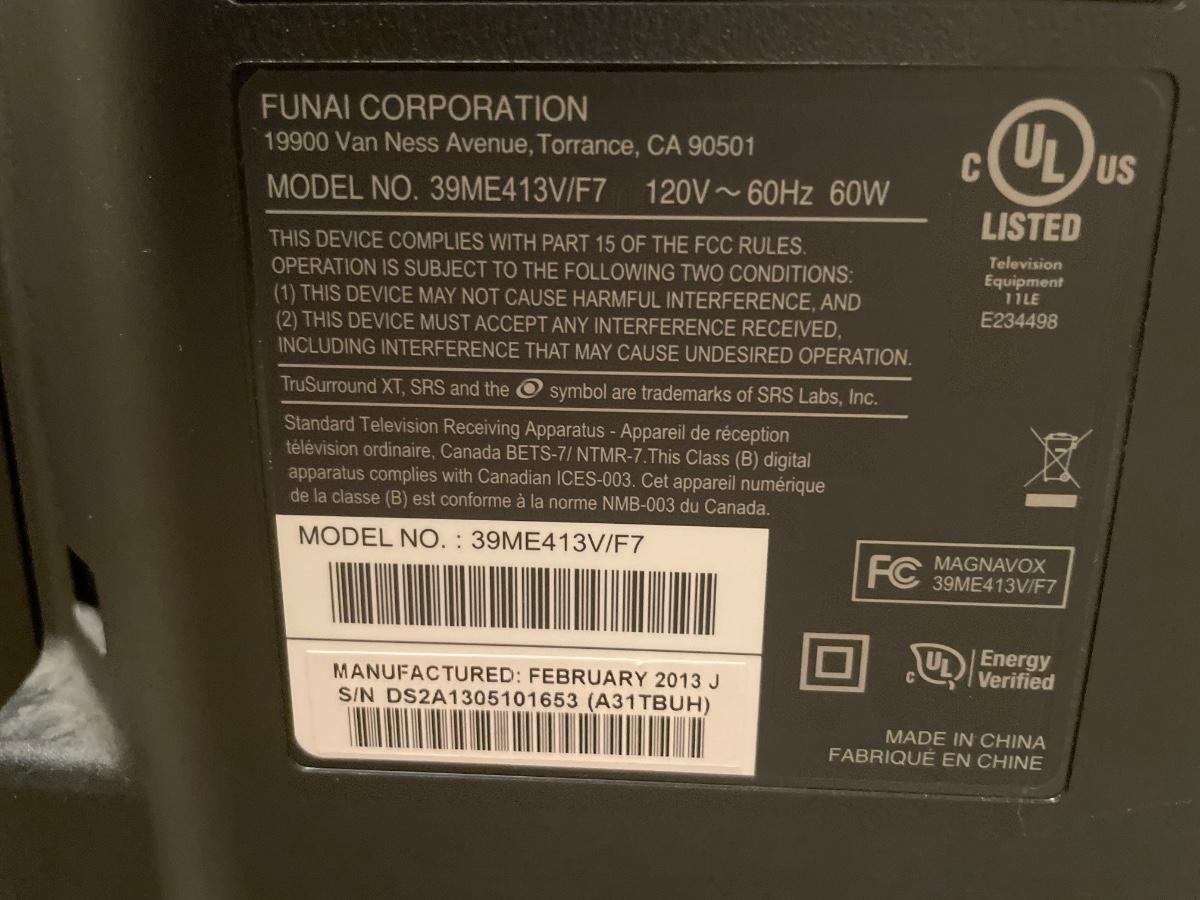 FUNAI CORPORATION
19900 Van Ness Avenue, Torrance, CA 90501
MODEL NO. 39ME413V/F7 120V ~ 60Hz 60W
C UL US
LISTED
Television
Equipment
11LE
E234498
THIS DEVICE COMPLIES WITH PART 15 OF THE FCC RULES.
OPERATION IS SUBJECT TO THE FOLLOWING TWO CONDITIONS:
(1) THIS DEVICE MAY NOT CAUSE HARMFUL INTERFERENCE, AND
(2) THIS DEVICE MUST ACCEPT ANY INTERFERENCE RECEIVED,
INCLUDING INTERFERENCE THAT MAY CAUSE UNDESIRED OPERATION.
TruSurround XT, SRS and the symbol are trademarks of SRS Labs, Inc.
Standard Television Receiving Apparatus - Appareil de réception
télévision ordinaire, Canada BETS-7/ NTMR-7.This Class (B) digital
apparatus complies with Canadian ICES-003. Cet appareil numérique
de la classe (B) est conforme à la norme NMB-003 du Canada.
MODEL NO. : 39ME413V/F7
MANUFACTURED: FEBRUARY 2013 J
S/N DS2A1305101653 (A31TBUH)
FC MAGNAVOX
39ME413V/F7
C UL Energy
Verified
MADE IN CHINA
FABRIQUÉ EN CHINE